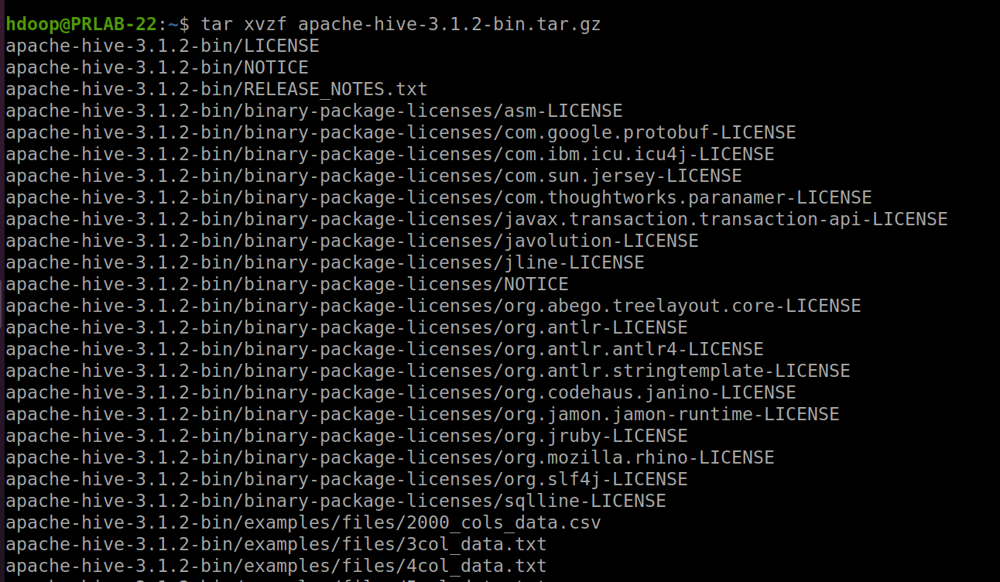 hdoop@PRLAB-22:~$ tar xvzf apache-hive-3.1.2-bin.tar.gz
apache-hive-3.1.2-bin/LICENSE
apache-hive-3.1.2-bin/NOTICE
apache-hive-3.1.2-bin/RELEASE_NOTES.txt
apache-hive-3.1.2-bin/binary-package-licenses/asm-LICENSE
apache-hive-3.1.2-bin/binary-package-licenses/com.google.protobuf-LICENSE
apache-hive-3.1.2-bin/binary-package-licenses/com.ibm.icu.icu4j-LICENSE
apache-hive-3.1.2-bin/binary-package-licenses/com.sun.jersey-LICENSE
apache-hive-3.1.2-bin/binary-package-licenses/com.thoughtworks.paranamer-LICENSE
apache-hive-3.1.2-bin/binary-package-licenses/javax.transaction.transaction-api-LICENSE
apache-hive-3.1.2-bin/binary-package-licenses/javolution-LICENSE
apache-hive-3.1.2-bin/binary-package-licenses/jline-LICENSE
apache-hive-3.1.2-bin/binary-package-licenses/NOTICE
apache-hive-3.1.2-bin/binary-package-licenses/org.abego.treelayout.core-LICENSE
apache-hive-3.1.2-bin/binary-package-licenses/org.antlr-LICENSE
apache-hive-3.1.2-bin/binary-package-licenses/org.antlr.antlr4-LICENSE
apache-hive-3.1.2-bin/binary-package-licenses/org.antlr.stringtemplate-LICENSE
apache-hive-3.1.2-bin/binary-package-licenses/org.codehaus.janino-LICENSE
apache-hive-3.1.2-bin/binary-package-licenses/org.jamon.jamon-runtime-LICENSE
apache-hive-3.1.2-bin/binary-package-licenses/org.jruby-LICENSE
apache-hive-3.1.2-bin/binary-package-licenses/org.mozilla.rhino-LICENSE
apache-hive-3.1.2-bin/binary-package-licenses/org.slf4j-LICENSE
apache-hive-3.1.2-bin/binary-package-licenses/sqlline-LICENSE
apache-hive-3.1.2-bin/examples/files/2000_cols_data.csv
apache-hive-3.1.2-bin/examples/files/3col_data.txt
apache-hive-3.1.2-bin/examples/files/4col_data.txt